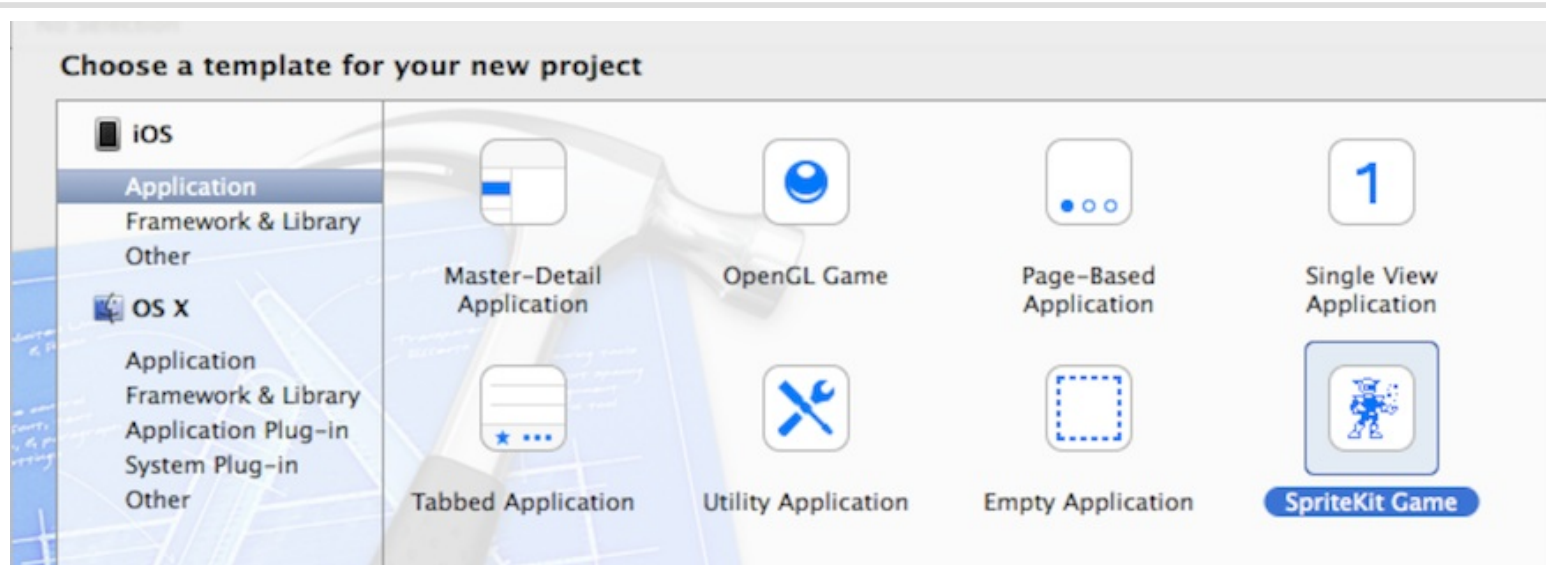 Choose a template for your new project
iOS
Application
Framework & Library
Other
OS X
Application
Framework & Library
Application Plug-in
System Plug-in
Other
Master-Detail
Application
OpenGL Game
Page-Based
Application
1
Single View
Application
Tabbed Application
Utility Application
Empty Application
SpriteKit Game